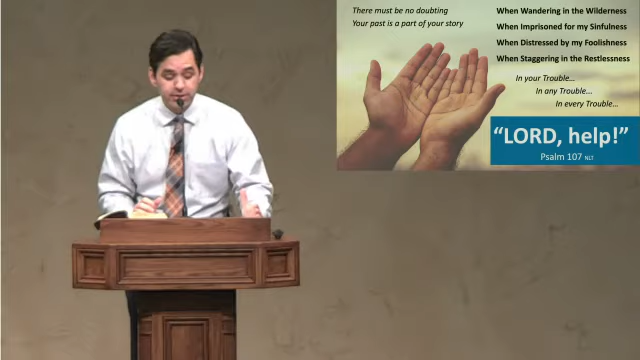 There must be no doubting
Your past is a part of your story
When Wandering in the Wilderness
When Imprisoned for my Sinfulness
When Distressed by my Foolishness
When Staggering in the Restlessness
In your Trouble...
In any Trouble...
In every Trouble...
“LORD, help!”
Psalm 107 NLT